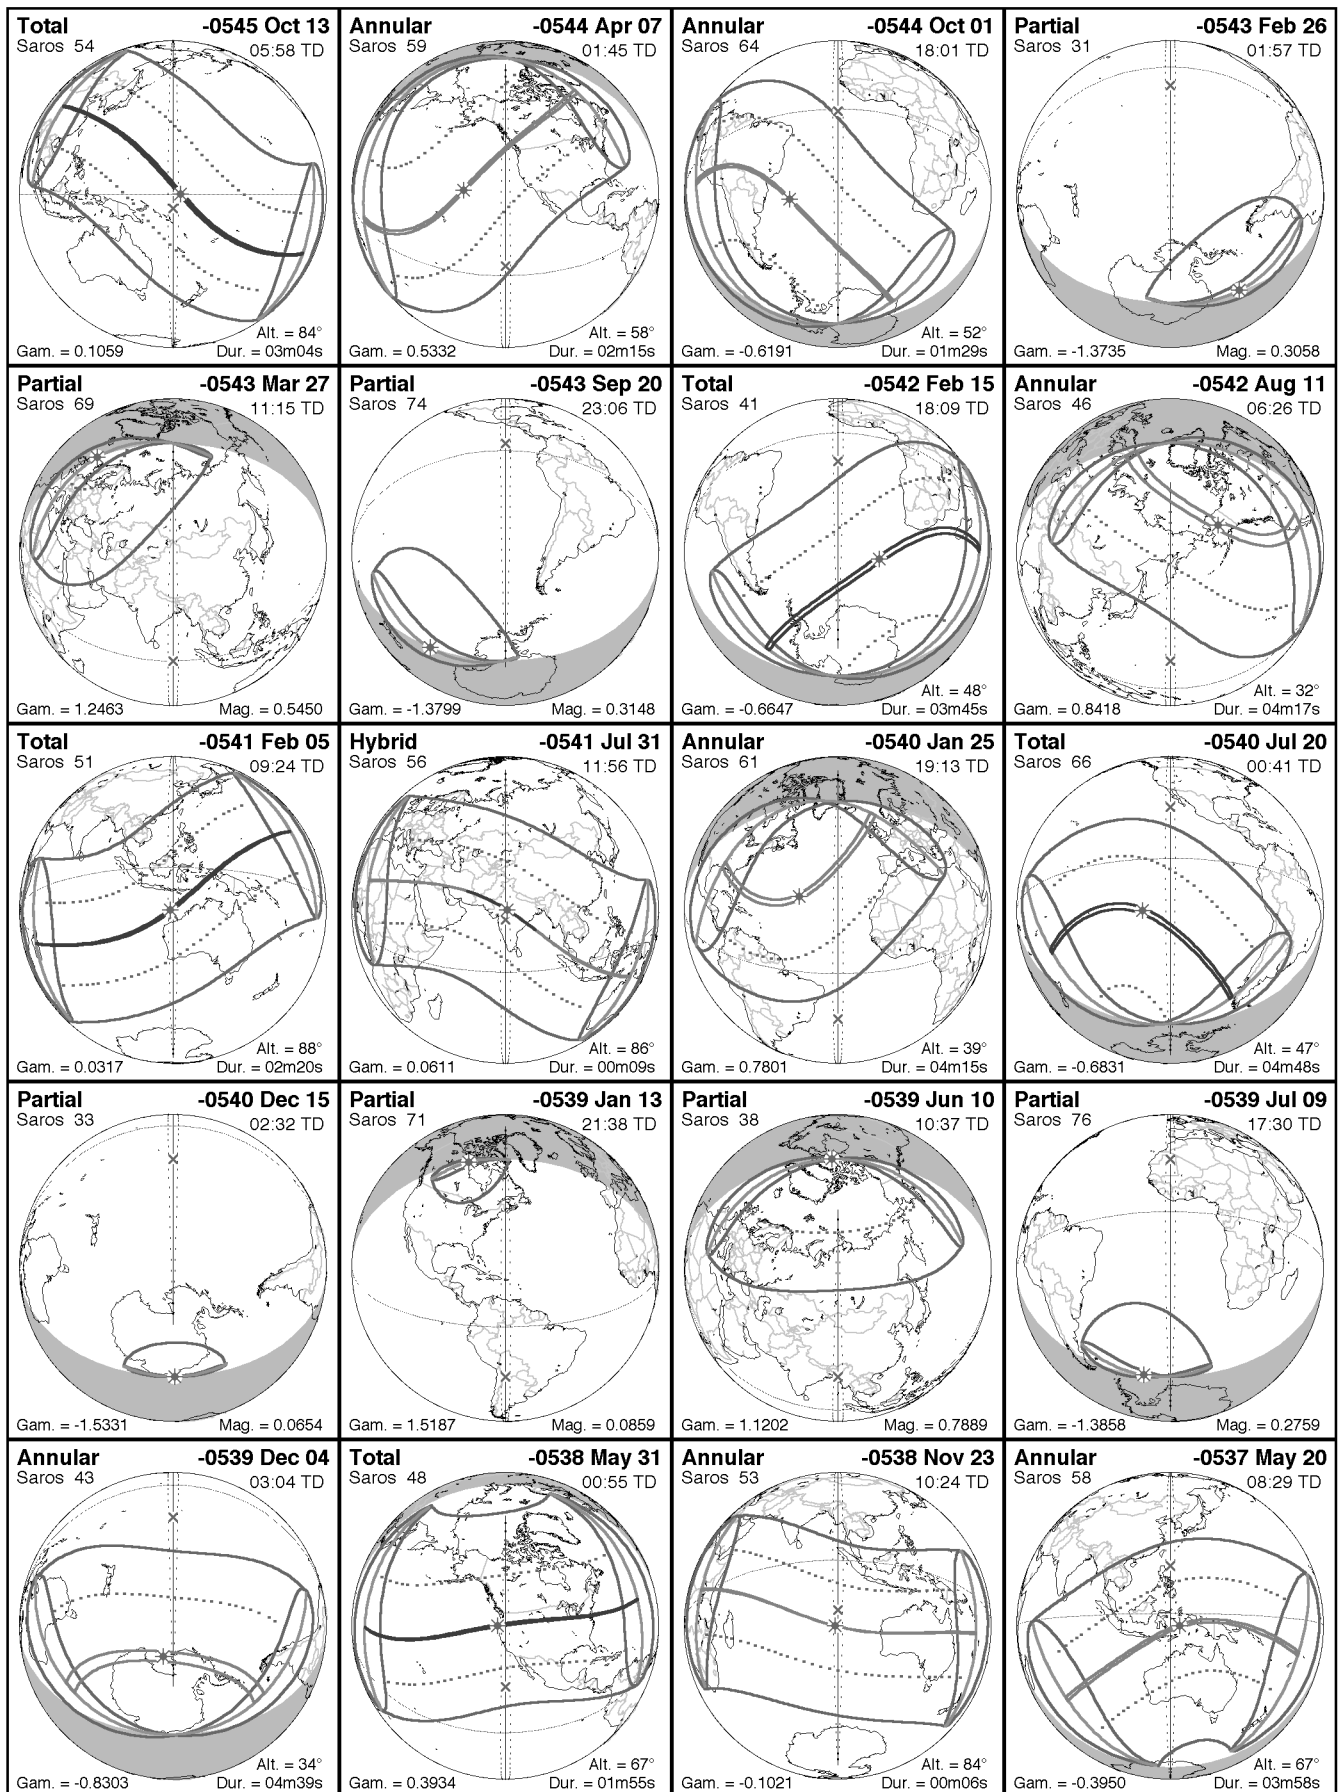 Total -0545 Oct 13
Saros 54 05:58 TD
Alt. = 84°
Gam. = 0.1059 Dur. = 03m04s
Annular -0544 Apr 07
Saros 59 01:45 TD
Alt. = 58°
Gam. = 0.5332 Dur. = 02m15s
Annular -0544 Oct 01
Saros 64 18:01 TD
Alt. = 52°
Gam. = -0.6191 Dur. = 01m29s
Partial -0543 Feb 26
Saros 31 01:57 TD
Gam. = -1.3735 Mag. = 0.3058
Partial -0543 Mar 27
Saros 69 11:15 TD
Gam. = 1.2463 Mag. = 0.5450
Partial -0543 Sep 20
Saros 74 23:06 TD
Gam. = -1.3799 Mag. = 0.3148
Total -0542 Feb 15
Saros 41 18:09 TD
Alt. = 48°
Gam. = -0.6647 Dur. = 03m45s
Annular -0542 Aug 11
Saros 46 06:26 TD
Alt. = 32°
Gam. = 0.8418 Dur. = 04m17s
Total -0541 Feb 05
Saros 51 09:24 TD
Alt. = 88°
Gam. = 0.0317 Dur. = 02m20s
Hybrid -0541 Jul 31
Saros 56 11:56 TD
Alt. = 86°
Gam. = 0.0611 Dur. = 00m09s
Annular -0540 Jan 25
Saros 61 19:13 TD
Alt. = 39°
Gam. = 0.7801 Dur. = 04m15s
Total -0540 Jul 20
Saros 66 00:41 TD
Alt. = 47°
Gam. = -0.6831 Dur. = 04m48s
Partial -0540 Dec 15
Saros 33 02:32 TD
Gam. = -1.5331 Mag. = 0.0654
Partial -0539 Jan 13
Saros 71 21:38 TD
Gam. = 1.5187 Mag. = 0.0859
Partial -0539 Jun 10
Saros 38 10:37 TD
Gam. = 1.1202 Mag. = 0.7889
Partial -0539 Jul 09
Saros 76 17:30 TD
Gam. = -1.3858 Mag. = 0.2759
Annular -0539 Dec 04
Saros 43 03:04 TD
Alt. = 34°
Gam. = -0.8303 Dur. = 04m39s
Total -0538 May 31
Saros 48 00:55 TD
Alt. = 67°
Gam. = 0.3934 Dur. = 01m55s
Annular -0538 Nov 23
Saros 53 10:24 TD
Alt. = 84°
Gam. = -0.1021 Dur. = 00m06s
Annular -0537 May 20
Saros 58 08:29 TD
Alt. = 67°
Gam. = -0.3950 Dur. = 03m58s